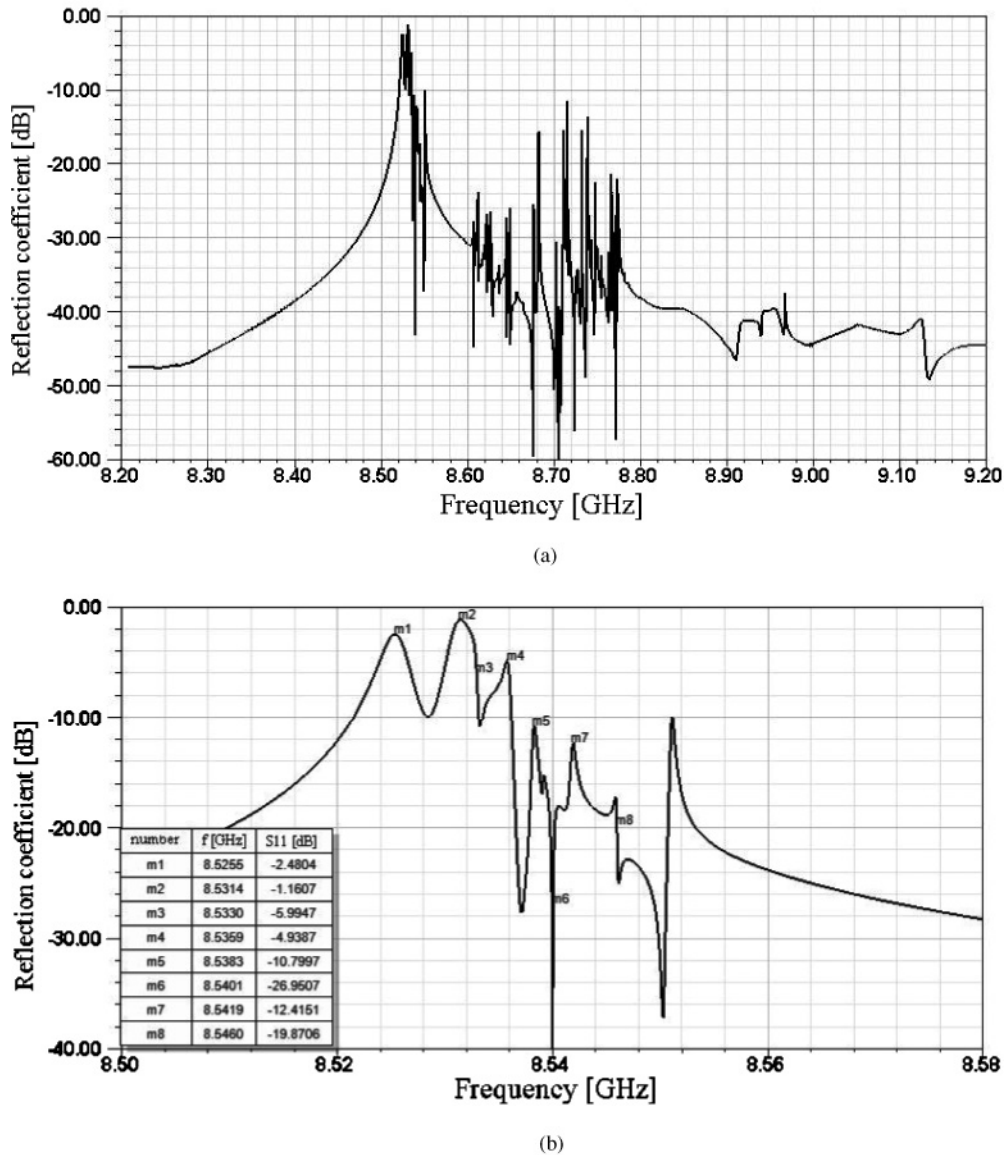 0.00
-10.00
-20.00
-30.00
-40.00
-50.00
-60.00
Reflection coefficient [dB]
8.20 8.30 8.40 8.50 8.60 8.70 8.80 8.90 9.00 9.10 9.20
Frequency [GHz]
(a)
0.00
-10.00
-20.00
-30.00
-40.00
Reflection coefficient [dB]
m1
m2
m3
m4
m5
m6
m7
m8
number f [GHz] S11 [dB]
m1 8.5255 -2.4804
m2 8.5314 -1.1607
m3 8.5330 -5.9947
m4 8.5359 -4.9387
m5 8.5383 -10.7997
m6 8.5401 -26.9507
m7 8.5419 -12.4151
m8 8.5460 -19.8706
8.50 8.52 8.54 8.56 8.58
Frequency [GHz]
(b)